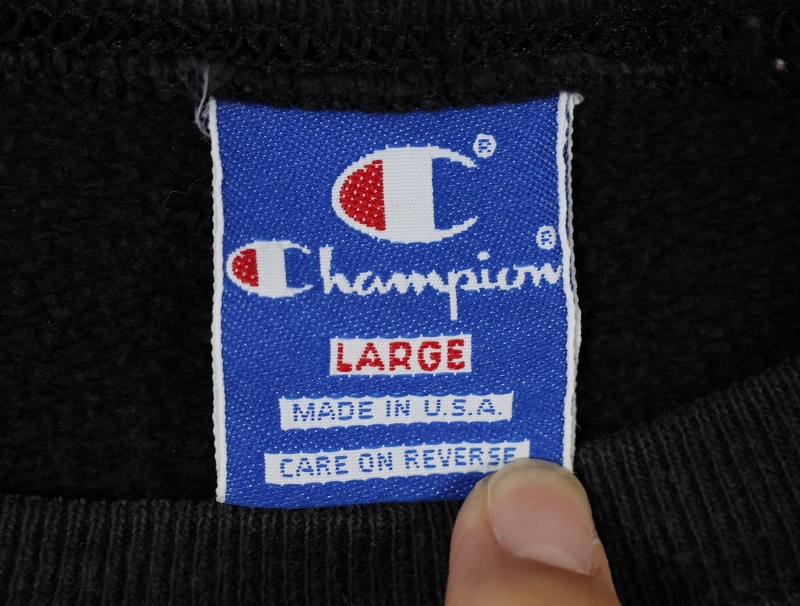 C®
Champion®
LARGE
MADE IN U.S.A.
CARE ON REVERSE